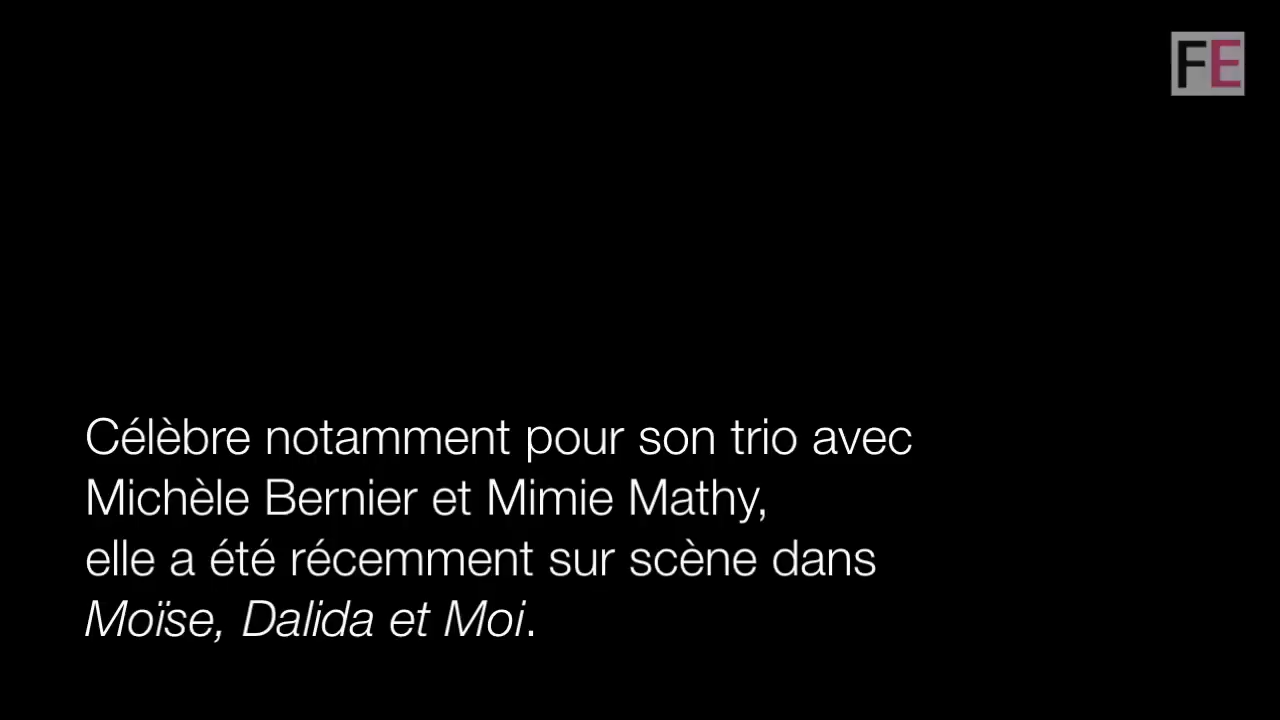 FE
Célèbre notamment pour son trio avec
Michèle Bernier et Mimie Mathy,
elle a été récemment sur scène dans
Moïse, Dalida et Moi.